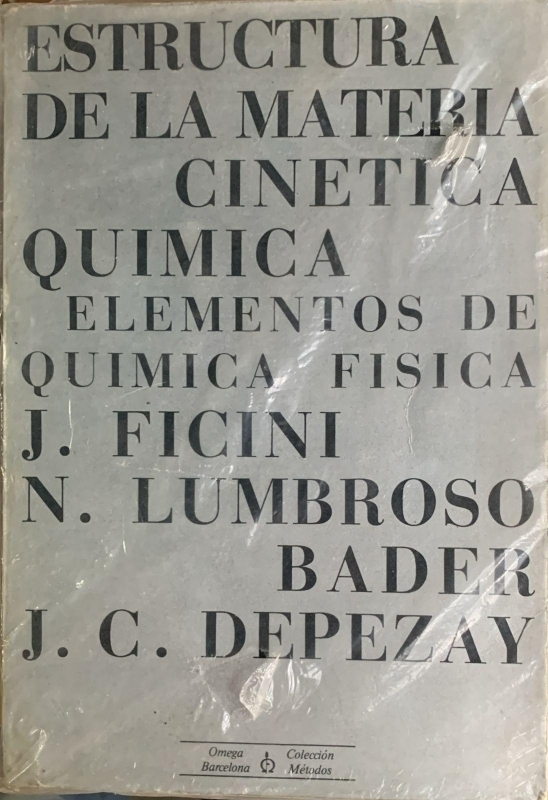 ESTRUCTURA
DE LA MATERIA
CINETICA
QUIMICA
ELEMENTOS DE
QUIMICA FISICA
J. FICINI
N. LUMBROSO
BADER
J. C. DEPEZAY
Omega Colección
Barcelona Métodos